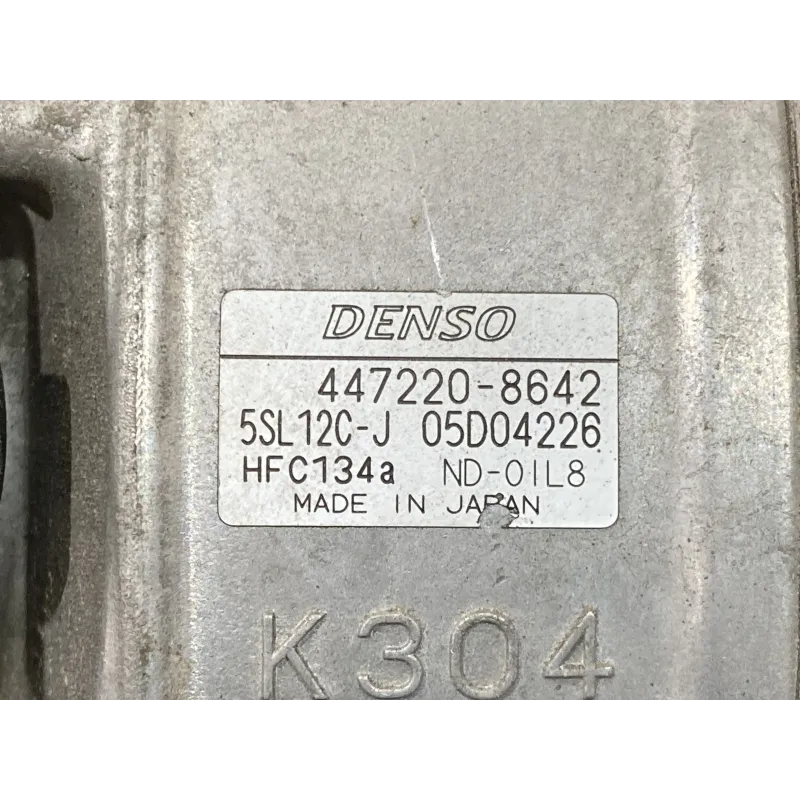 DENSO
447220-8642
5SL12C-J 05D04226
HFC134a ND-OIL8
MADE IN JAPAN
K304